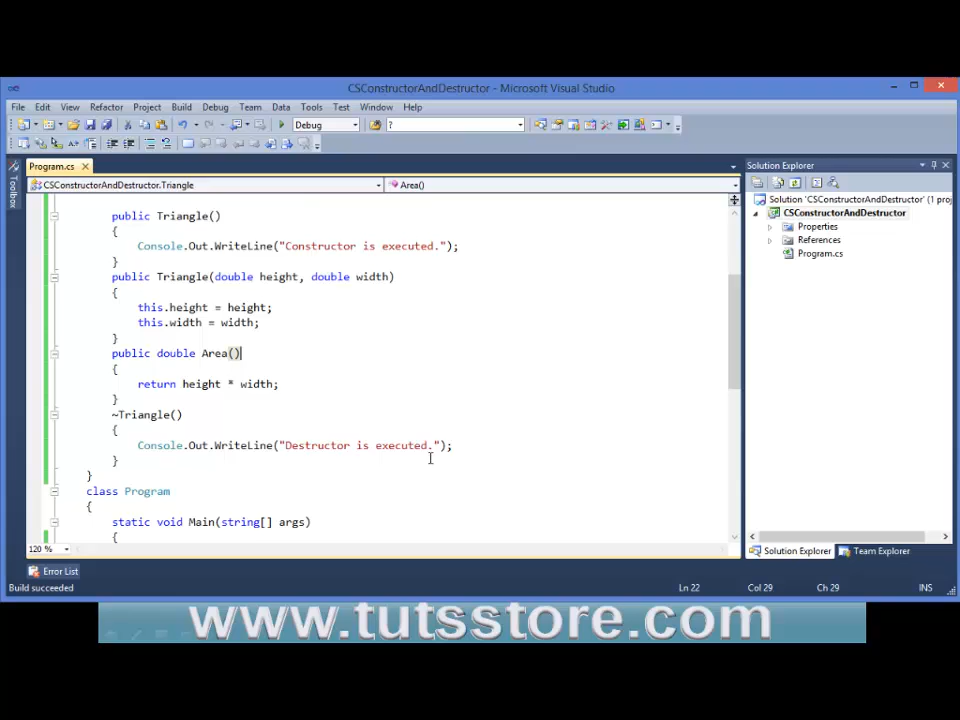 CSConstructorAndDestructor - Microsoft Visual Studio
File Edit View Refactor Project Build Debug Team Data Tools Test Window Help
Debug ?
Program.cs
Solution Explorer
CSConstructorAndDestructor.Triangle Area()
Toolbox
Solution 'CSConstructorAndDestructor' (1 proj
CSConstructorAndDestructor
Properties
References
Program.cs
public Triangle()
{
Console.Out.WriteLine("Constructor is executed.");
}
public Triangle(double height, double width)
{
this.height = height;
this.width = width;
}
public double Area()
{
return height * width;
}
~Triangle()
{
Console.Out.WriteLine("Destructor is executed.");
}
}
class Program
{
static void Main(string[] args)
{
120 %
Solution Explorer Team Explorer
Error List
Build succeeded Ln 22 Col 29 Ch 29 INS
www.tutsstore.com